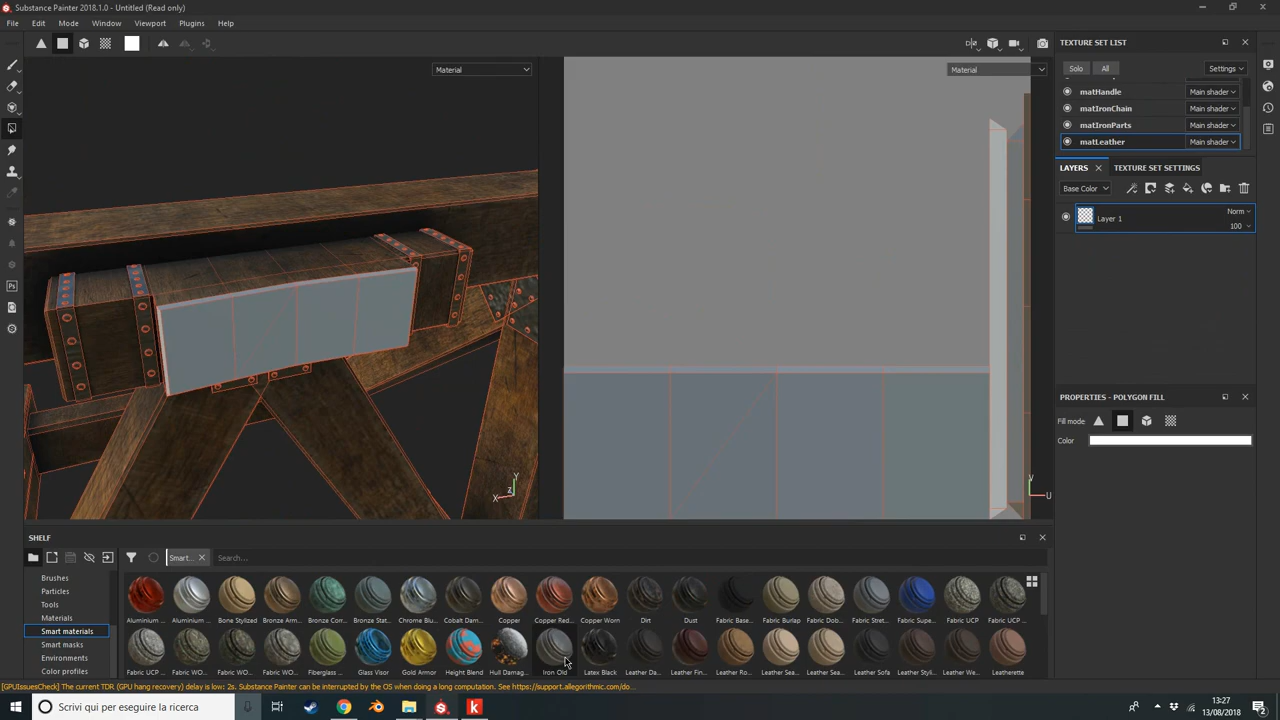 Substance Painter 2018.1.0 - Untitled (Read only)
File Edit Mode Window Viewport Plugins Help
Material
Material
TEXTURE SET LIST
Solo All Settings
matHandle Main shader
matIronChain Main shader
matIronParts Main shader
matLeather Main shader
LAYERS TEXTURE SET SETTINGS
Base Color
Layer 1 Norm
100
PROPERTIES - POLYGON FILL
Fill mode:
Color
X Y Z
V U
SHELF
Smart... Search...
Brushes
Particles
Tools
Materials
Smart materials
Smart masks
Environments
Color profiles
Aluminium ... Aluminium ... Bone Stylized Bronze Arm... Bronze Corr... Bronze Stat... Chrome Blu... Cobalt Dam... Copper Copper Red... Copper Worn Dirt Dust Fabric Base... Fabric Burlap Fabric Dob... Fabric Stret... Fabric Supe... Fabric UCP Fabric UCP ...
Fabric UCP ... Fabric WO... Fabric WO... Fabric WO... Fiberglass ... Glass Visor Gold Armor Height Blend Hull Damag... Iron Old Latex Black Leather Da... Leather Fin... Leather Ro... Leather Sea... Leather Sea... Leather Sofa Leather Styli... Leather We... Leatherette
[GPUIssuesCheck] The current TDR (GPU hang recovery) delay is low: 2s. Substance Painter can be interrupted by the OS when doing a long computation. See https://support.allegorithmic.com/do...
Scrivi qui per eseguire la ricerca
13:27
13/08/2018
2